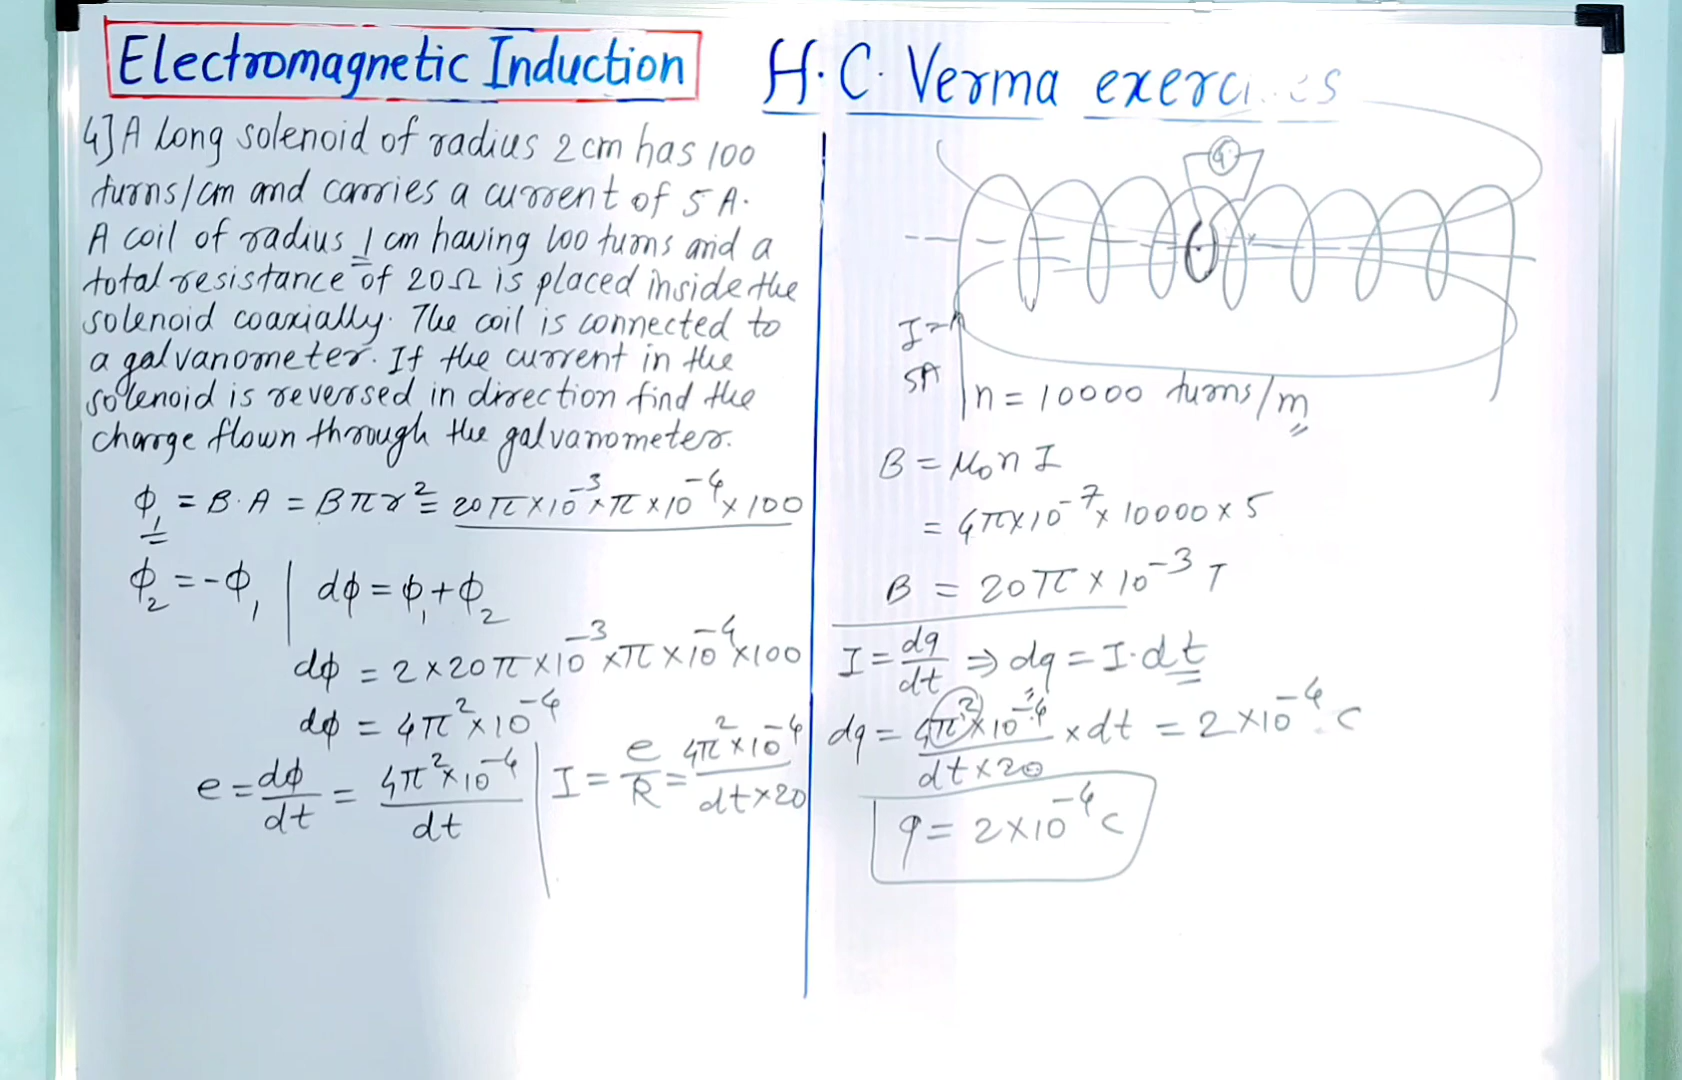 Electromagnetic Induction
H.C. Verma exerc
4] A long solenoid of radius 2 cm has 100
turns/cm and carries a current of 5 A.
A coil of radius 1 cm having 100 turns and a
total resistance of 20Ω is placed inside the
solenoid coaxially. The coil is connected to
a galvanometer. If the current in the
solenoid is reversed in direction find the
charge flown through the galvanometer.
ϕ₁ = B·A = Bπr² = 20π×10⁻³×π×10⁻⁴×100
ϕ₂ = -ϕ₁ | dϕ = ϕ₁+ϕ₂
dϕ = 2×20π×10⁻³×π×10⁻⁴×100
dϕ = 4π²×10⁻⁴
e = dϕ/dt = 4π²×10⁻⁴/dt | I = e/R = 4π²×10⁻⁴/dt×20
G
I=
5A
n = 10000 turns/m
B = μ₀nI
= 4π×10⁻⁷×10000×5
B = 20π×10⁻³ T
I = dq/dt ⇒ dq = I·dt
dq = 4π²×10⁻⁴/dt×20 ×dt = 2×10⁻⁴ C
q = 2×10⁻⁴ C